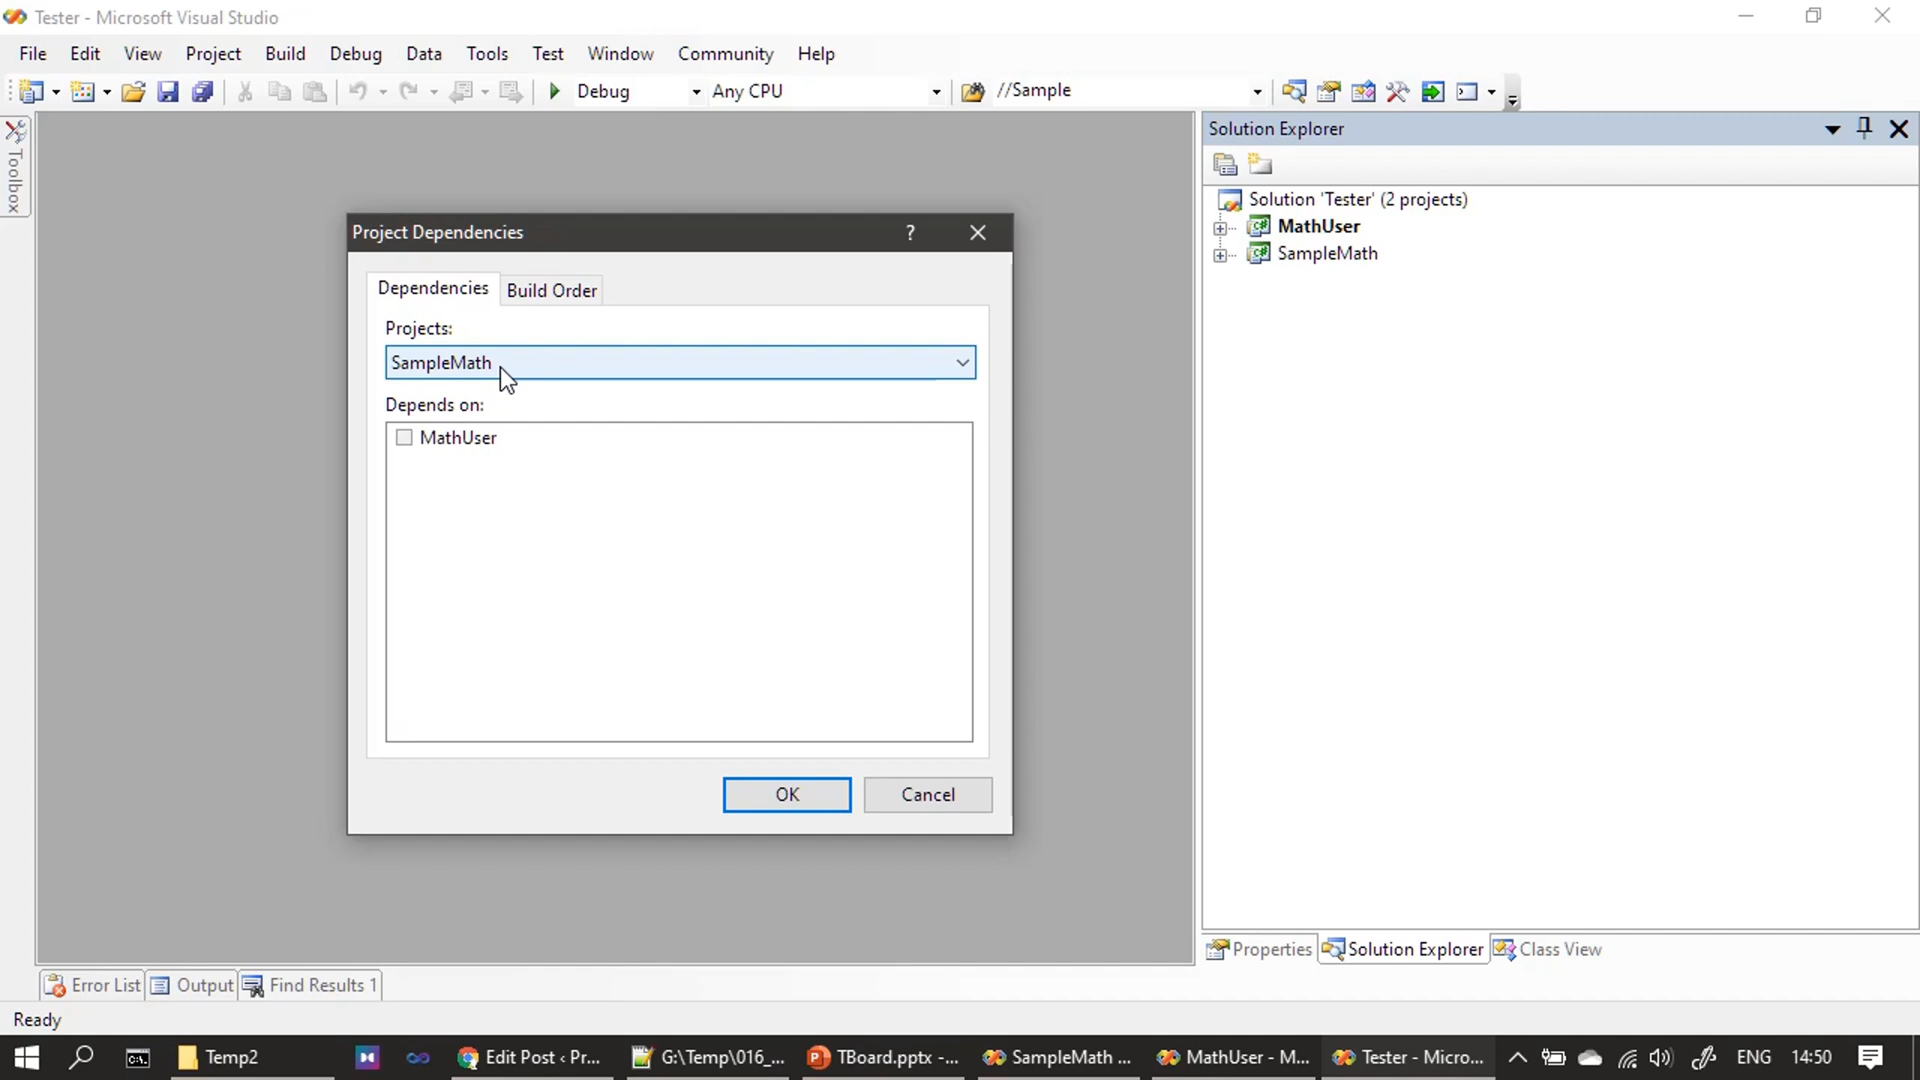 Tester - Microsoft Visual Studio
File Edit View Project Build Debug Data Tools Test Window Community Help
Debug Any CPU //Sample
Toolbox
Solution Explorer
Solution 'Tester' (2 projects)
MathUser
SampleMath
Project Dependencies ?
Dependencies Build Order
Projects:
SampleMath
Depends on:
MathUser
OK Cancel
Properties Solution Explorer Class View
Error List Output Find Results 1
Ready
Temp2 Edit Post ‹ Pr... G:\Temp\016_... TBoard.pptx -... SampleMath ... MathUser - M... Tester - Micro... ENG 14:50